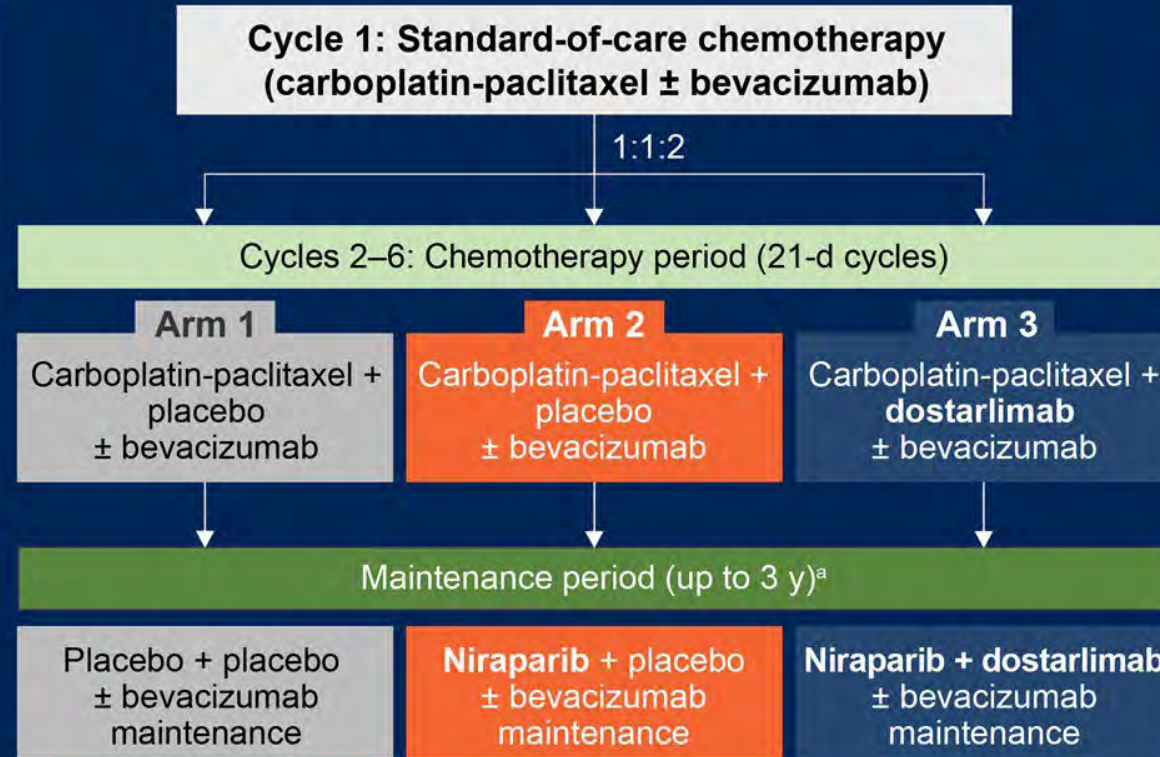 Cycle 1: Standard-of-care chemotherapy
(carboplatin-paclitaxel ± bevacizumab)
1:1:2
Cycles 2–6: Chemotherapy period (21-d cycles)
Arm 1
Carboplatin-paclitaxel +
placebo
± bevacizumab
Arm 2
Carboplatin-paclitaxel +
placebo
± bevacizumab
Arm 3
Carboplatin-paclitaxel +
dostarlimab
± bevacizumab
Maintenance period (up to 3 y)ᵃ
Placebo + placebo
± bevacizumab
maintenance
Niraparib + placebo
± bevacizumab
maintenance
Niraparib + dostarlimab
± bevacizumab
maintenance